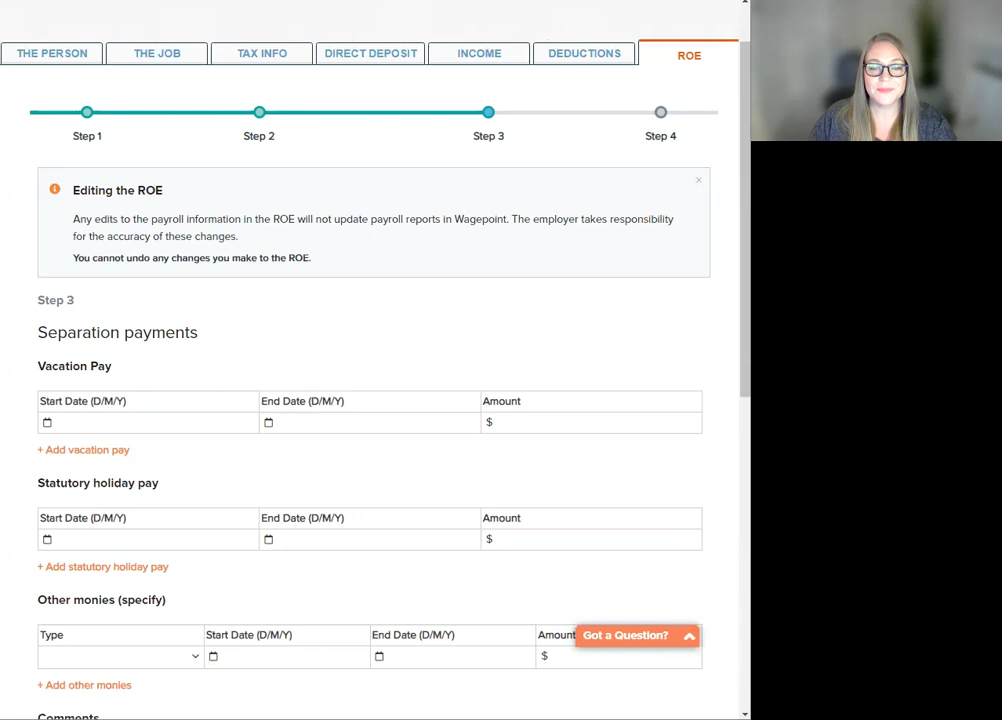 THE PERSON
THE JOB
TAX INFO
DIRECT DEPOSIT
INCOME
DEDUCTIONS
ROE
Step 1
Step 2
Step 3
Step 4
Editing the ROE
×
Any edits to the payroll information in the ROE will not update payroll reports in Wagepoint. The employer takes responsibility
for the accuracy of these changes.
You cannot undo any changes you make to the ROE.
Step 3
Separation payments
Vacation Pay
Start Date (D/M/Y)
End Date (D/M/Y)
Amount
$
+ Add vacation pay
Statutory holiday pay
Start Date (D/M/Y)
End Date (D/M/Y)
Amount
$
+ Add statutory holiday pay
Other monies (specify)
Type
Start Date (D/M/Y)
End Date (D/M/Y)
Amount
Got a Question?
$
+ Add other monies
Comments